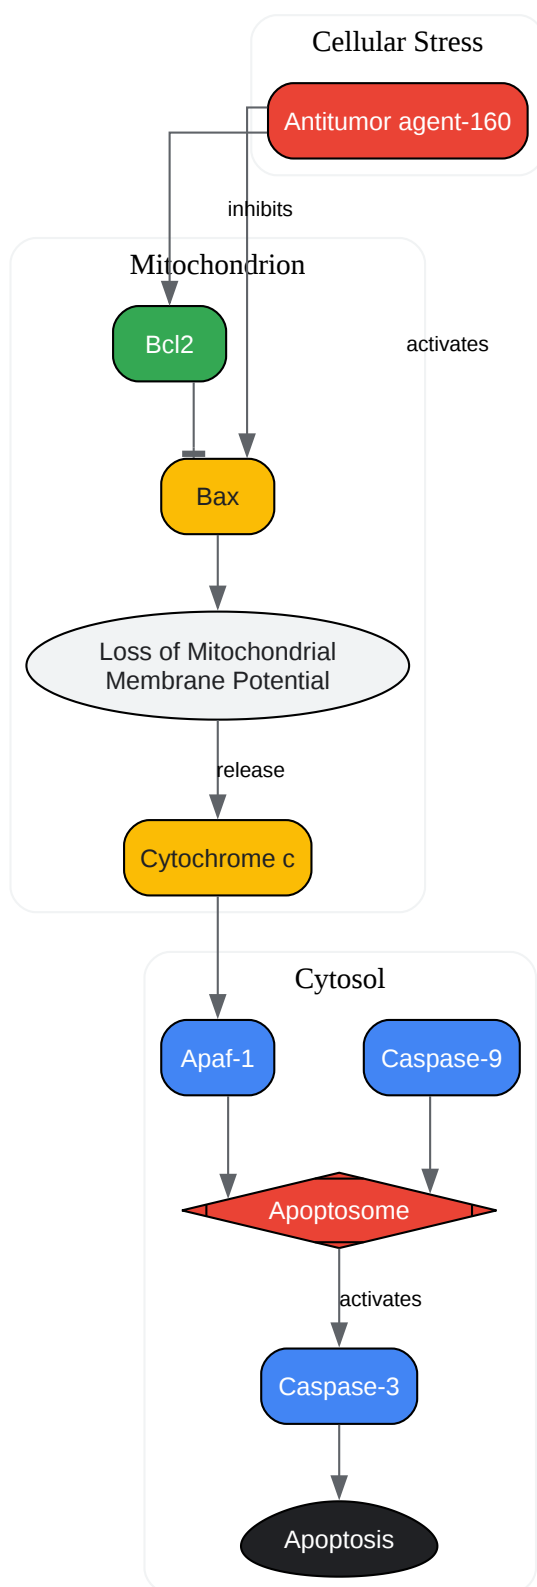 Cellular Stress
Antitumor agent-160
inhibits
Mitochondrion
Bcl2
activates
Bax
Loss of Mitochondrial
Membrane Potential
release
Cytochrome c
Cytosol
Apaf-1
Caspase-9
Apoptosome
activates
Caspase-3
Apoptosis